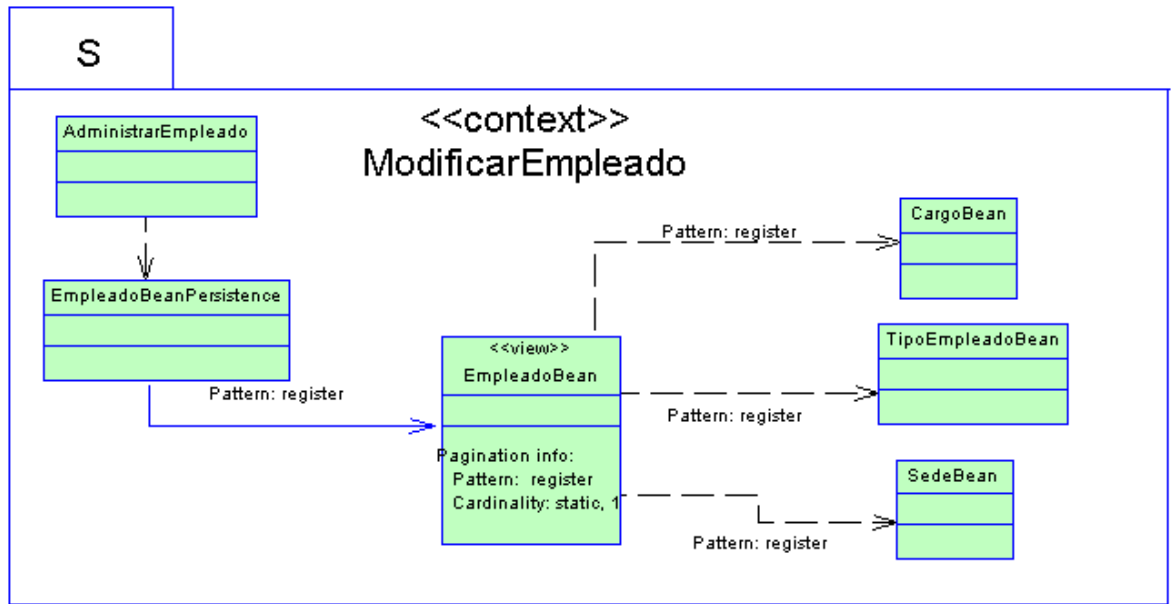 S
<<context>>
ModificarEmpleado
AdministrarEmpleado
EmpleadoBeanPersistence
Pattern: register
<<view>>
EmpleadoBean
Pagination info:
Pattern: register
Cardinality: static, 1
Pattern: register
CargoBean
TipoEmpleadoBean
Pattern: register
SedeBean
Pattern: register